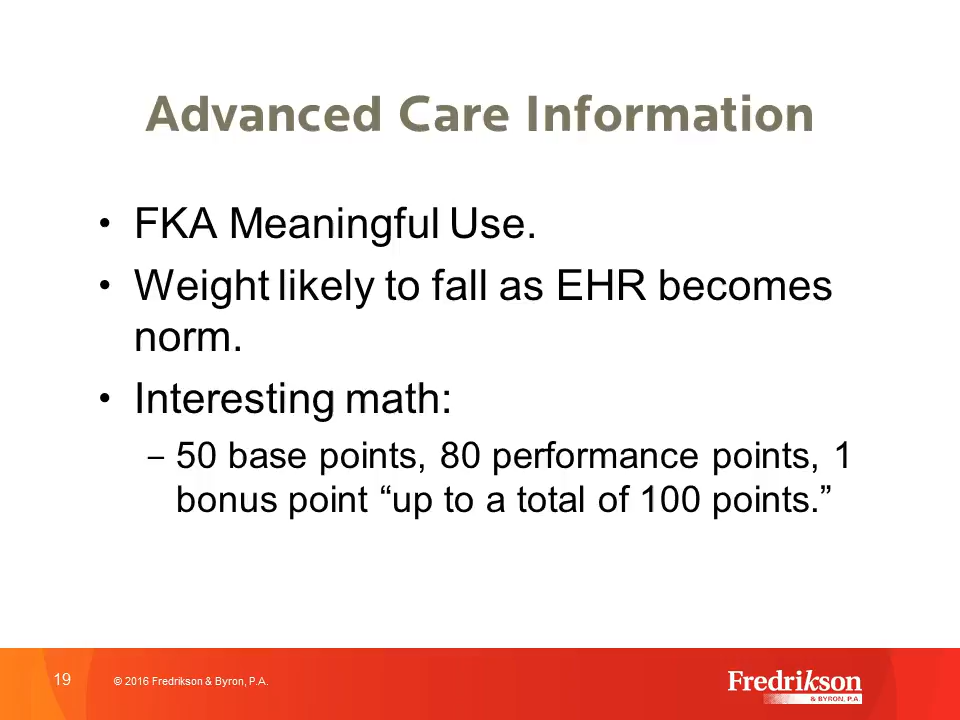 Advanced Care Information
• FKA Meaningful Use.
• Weight likely to fall as EHR becomes
norm.
• Interesting math:
– 50 base points, 80 performance points, 1
bonus point “up to a total of 100 points.”
19
© 2016 Fredrikson & Byron, P.A.
Fredrikson
& BYRON, P.A.